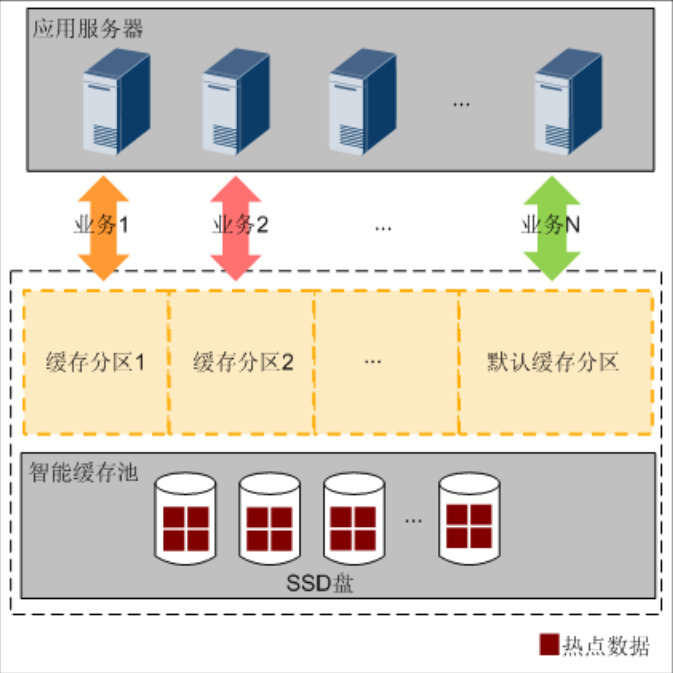 应用服务器
...
业务1
业务2
...
业务N
缓存分区1
缓存分区2
...
默认缓存分区
智能缓存池
...
SSD盘
热点数据